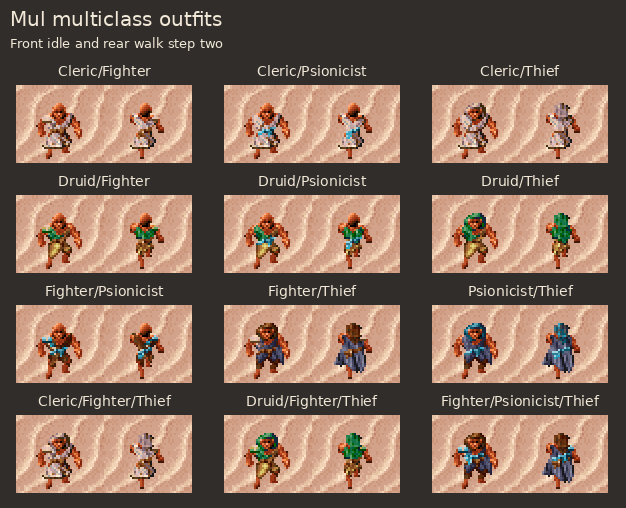 Mul multiclass outfits
Front idle and rear walk step two
Cleric/Fighter
Cleric/Psionicist
Cleric/Thief
Druid/Fighter
Druid/Psionicist
Druid/Thief
Fighter/Psionicist
Fighter/Thief
Psionicist/Thief
Cleric/Fighter/Thief
Druid/Fighter/Thief
Fighter/Psionicist/Thief